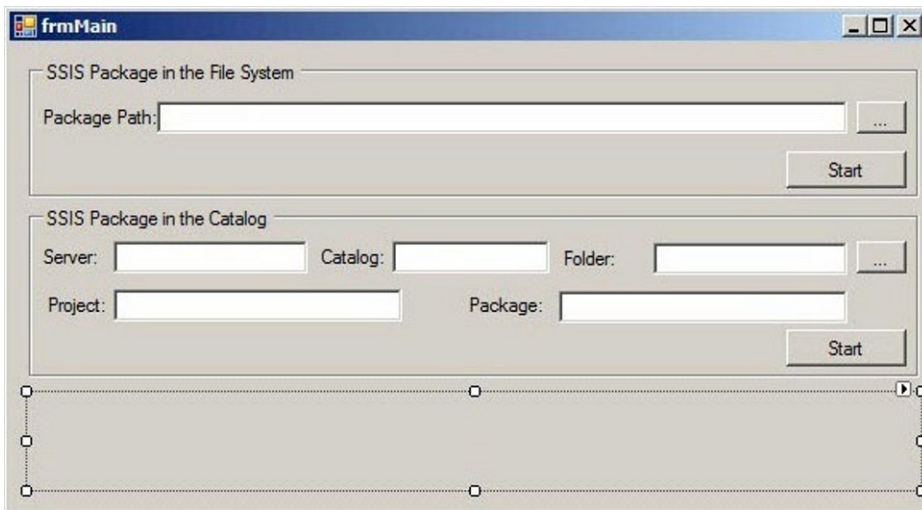 frmMain
SSIS Package in the File System
Package Path: ...
Start
SSIS Package in the Catalog
Server: Catalog: Folder: ...
Project: Package:
Start